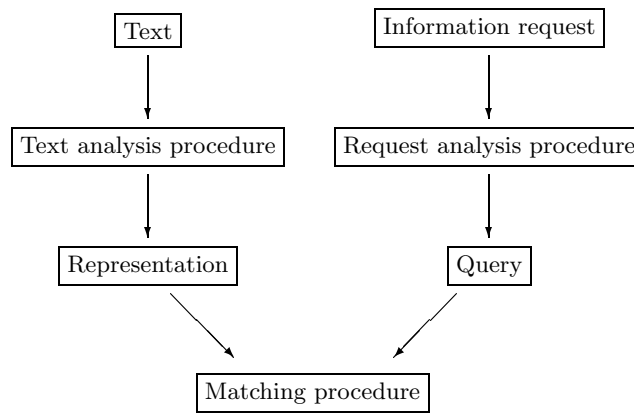 Text
Information request
Text analysis procedure
Request analysis procedure
Representation
Query
Matching procedure